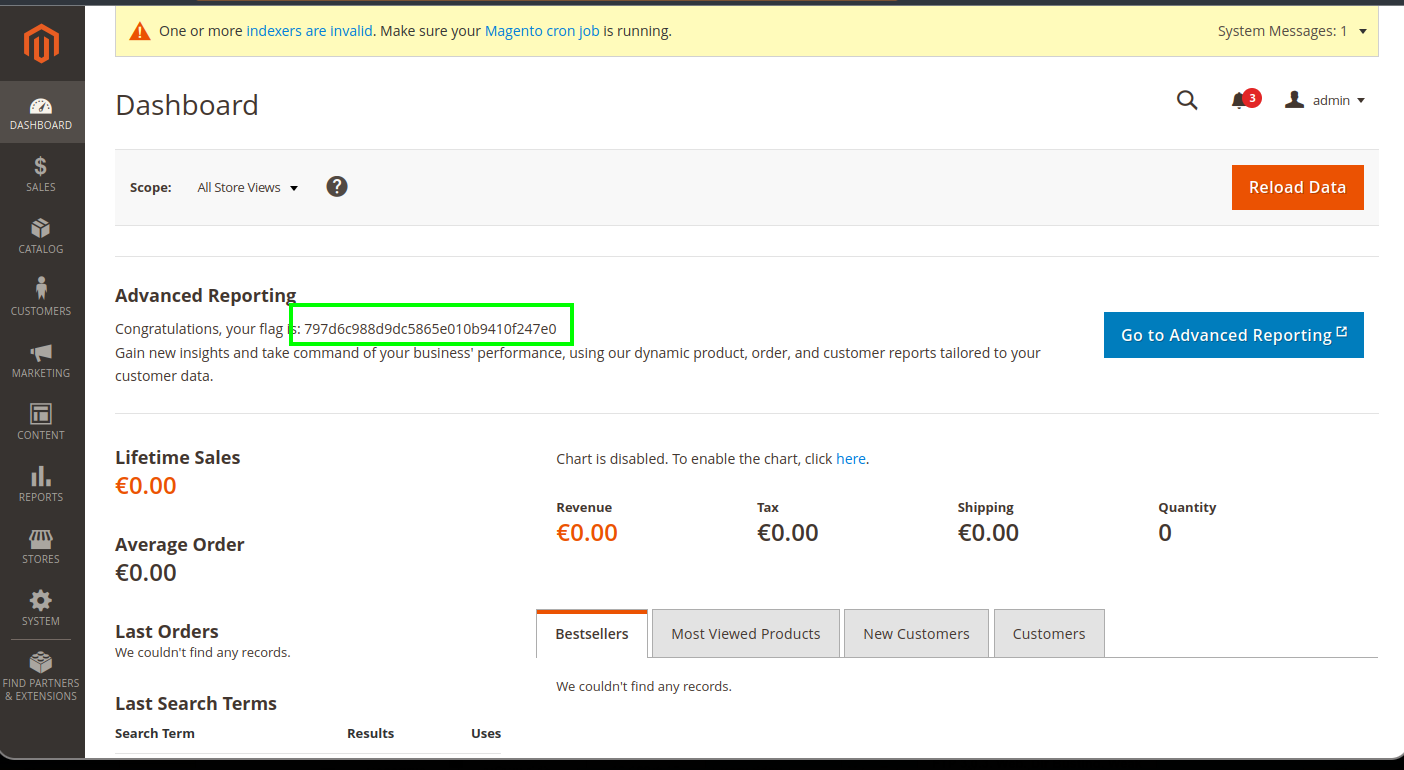 One or more indexers are invalid. Make sure your Magento cron job is running.
System Messages: 1
Dashboard
3
admin
DASHBOARD
SALES
CATALOG
CUSTOMERS
MARKETING
CONTENT
REPORTS
STORES
SYSTEM
FIND PARTNERS
& EXTENSIONS
Scope: All Store Views ?
Reload Data
Advanced Reporting
Congratulations, your flag is: 797d6c988d9dc5865e010b9410f247e0
Gain new insights and take command of your business' performance, using our dynamic product, order, and customer reports tailored to your
customer data.
Go to Advanced Reporting
Lifetime Sales
€0.00
Average Order
€0.00
Last Orders
We couldn't find any records.
Last Search Terms
Search Term Results Uses
Chart is disabled. To enable the chart, click here.
Revenue Tax Shipping Quantity
€0.00 €0.00 €0.00 0
Bestsellers Most Viewed Products New Customers Customers
We couldn't find any records.